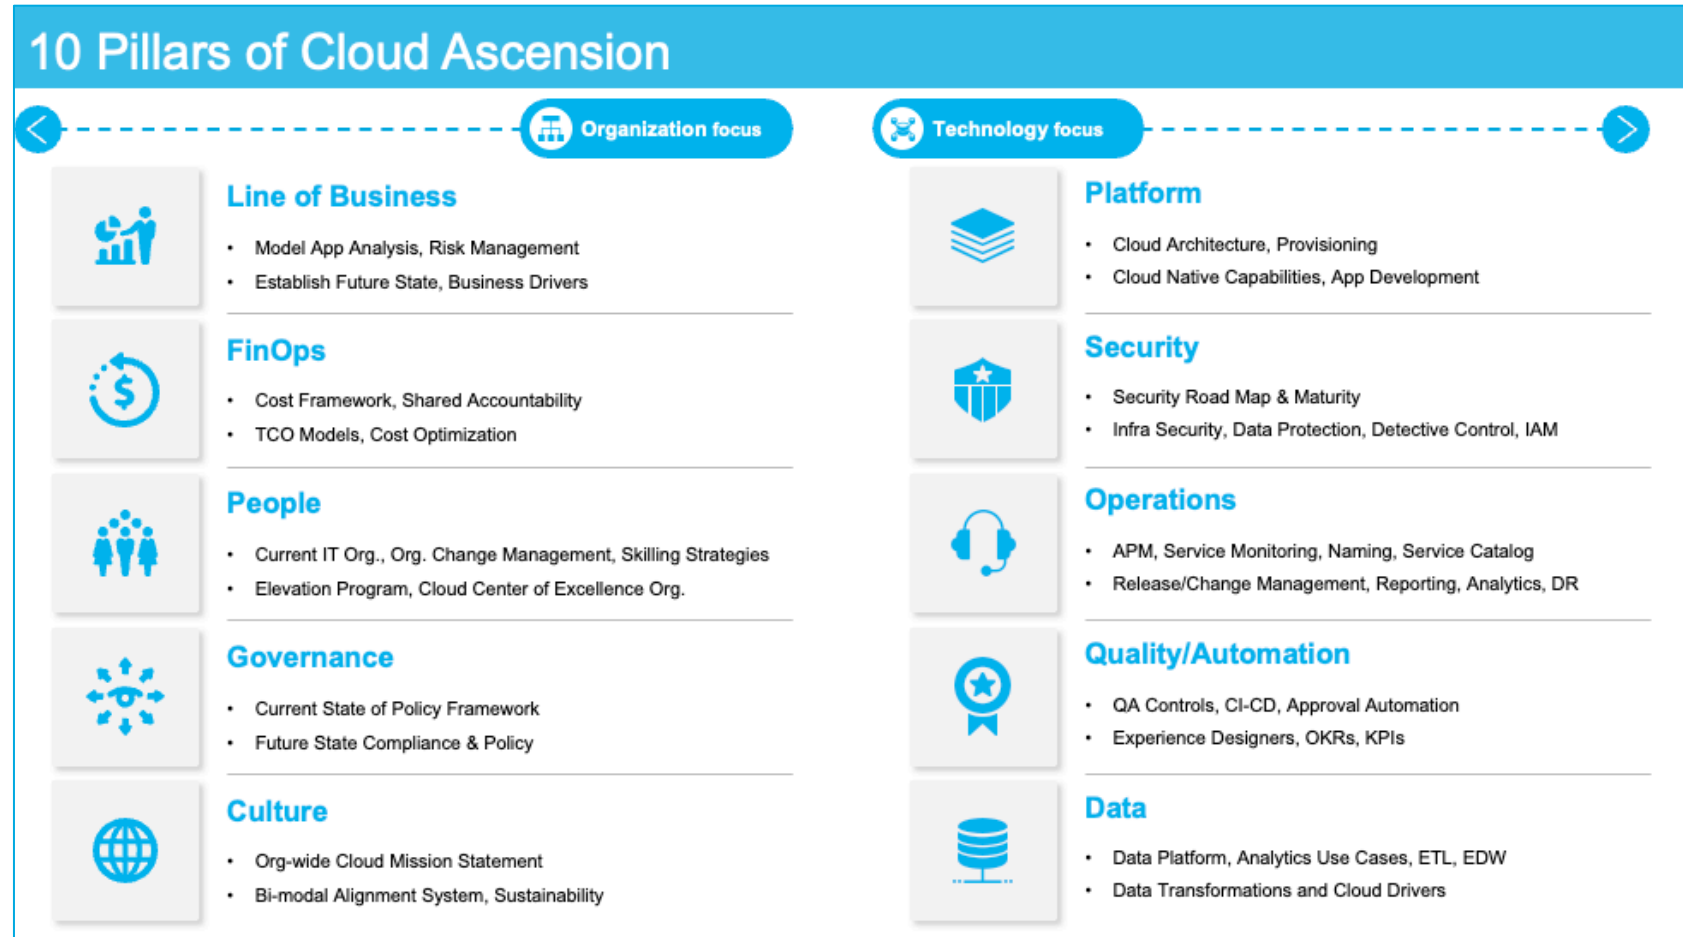 10 Pillars of Cloud Ascension
Organization focus
Line of Business
• Model App Analysis, Risk Management
• Establish Future State, Business Drivers
FinOps
• Cost Framework, Shared Accountability
• TCO Models, Cost Optimization
People
• Current IT Org., Org. Change Management, Skilling Strategies
• Elevation Program, Cloud Center of Excellence Org.
Governance
• Current State of Policy Framework
• Future State Compliance & Policy
Culture
• Org-wide Cloud Mission Statement
• Bi-modal Alignment System, Sustainability
Technology focus
Platform
• Cloud Architecture, Provisioning
• Cloud Native Capabilities, App Development
Security
• Security Road Map & Maturity
• Infra Security, Data Protection, Detective Control, IAM
Operations
• APM, Service Monitoring, Naming, Service Catalog
• Release/Change Management, Reporting, Analytics, DR
Quality/Automation
• QA Controls, CI-CD, Approval Automation
• Experience Designers, OKRs, KPIs
Data
• Data Platform, Analytics Use Cases, ETL, EDW
• Data Transformations and Cloud Drivers